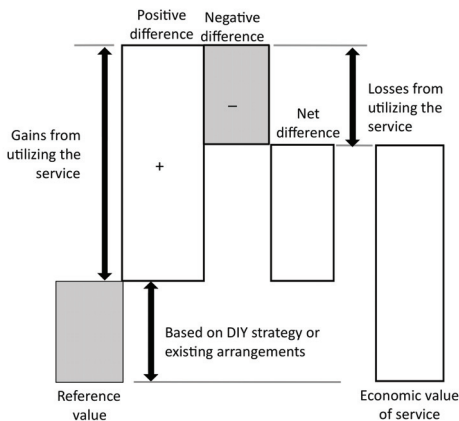 Positive
difference
Negative
difference
Losses from
utilizing the
service
Gains from
utilizing the
service
–
Net
difference
+
Based on DIY strategy or
existing arrangements
Reference
value
Economic value
of service